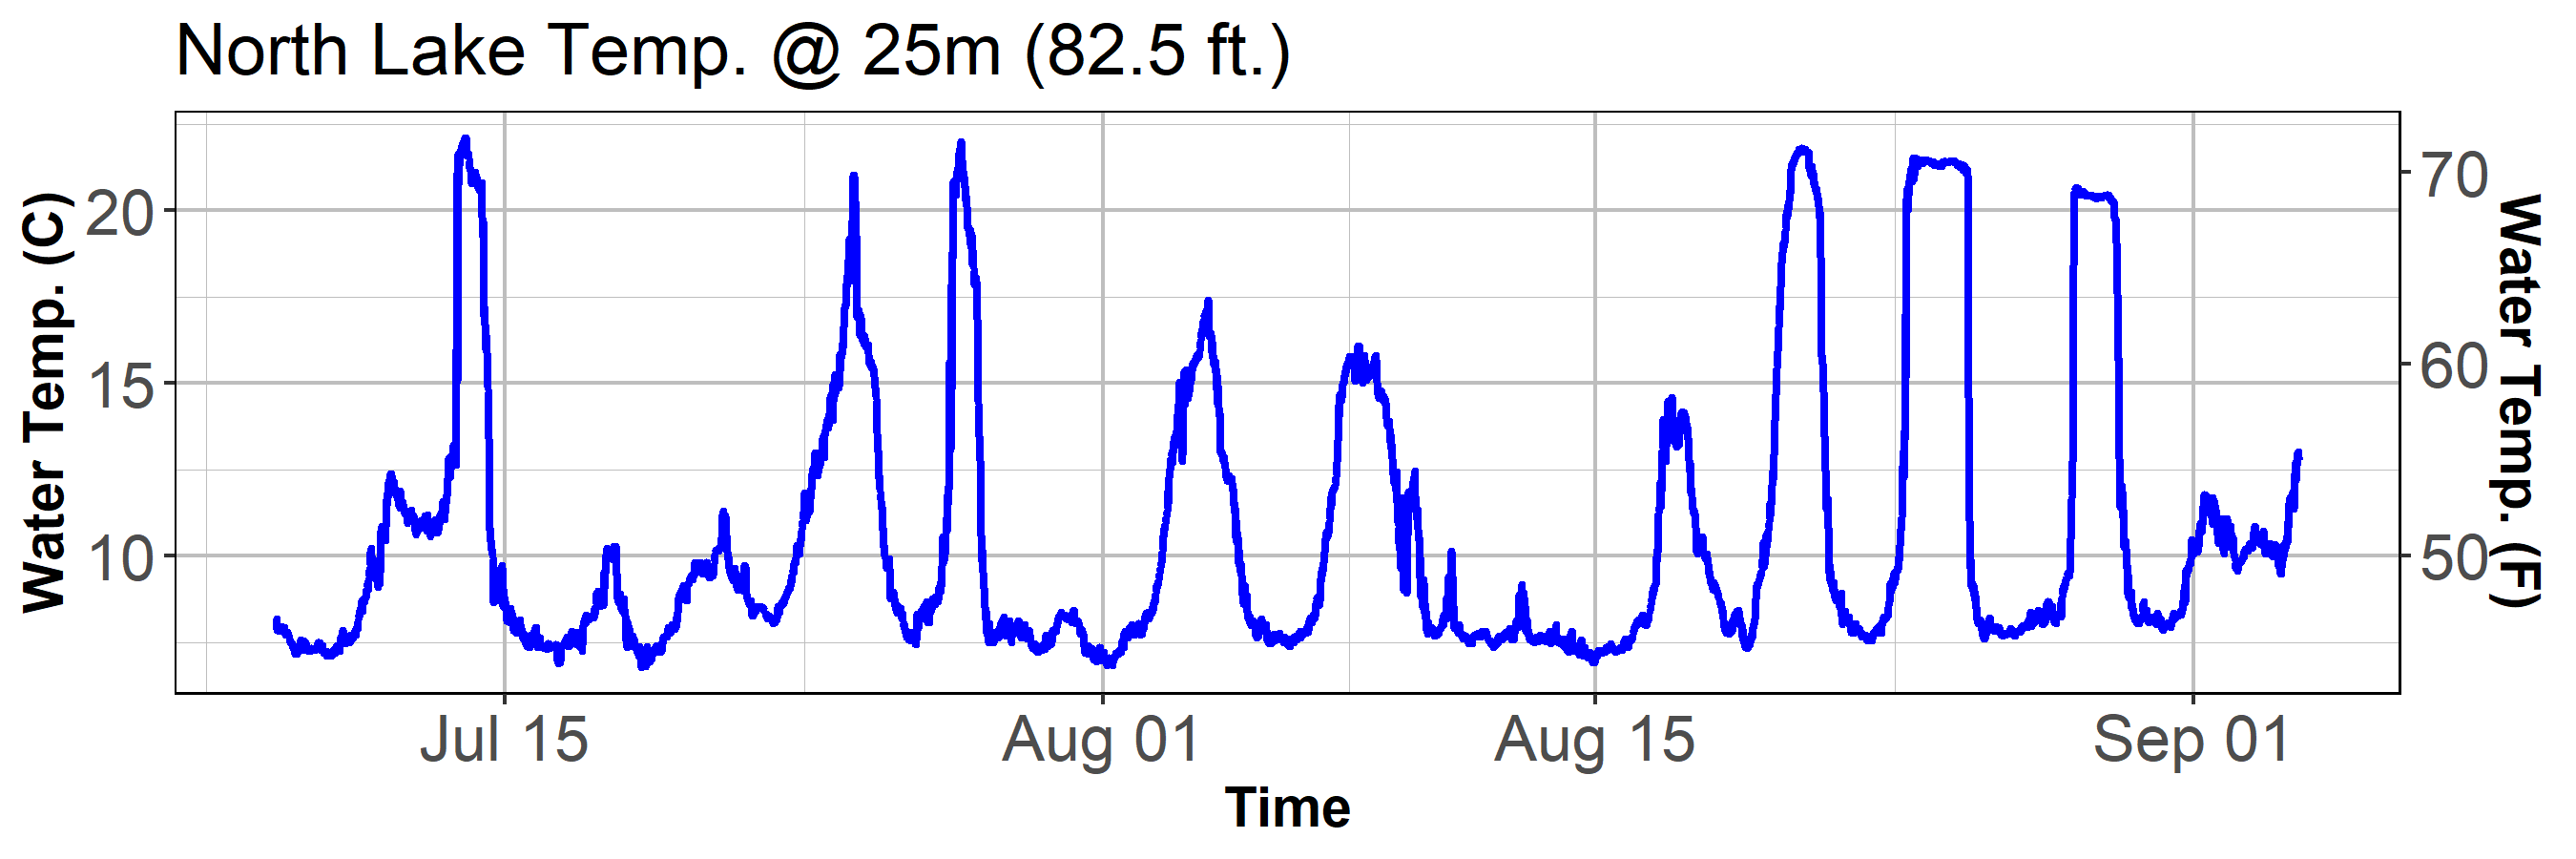 North Lake Temp. @ 25m (82.5 ft.)
Water Temp. (C)
20
15
10
70
60
50
Water Temp. (F)
Jul 15
Aug 01
Aug 15
Sep 01
Time